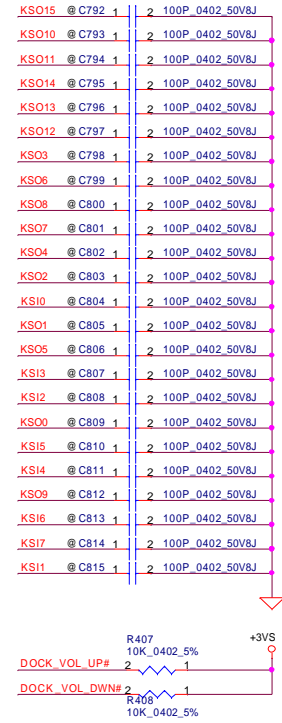 KSO15 @ C792 1 2 100P_0402_50V8J
KSO10 @ C793 1 2 100P_0402_50V8J
KSO11 @ C794 1 2 100P_0402_50V8J
KSO14 @ C795 1 2 100P_0402_50V8J
KSO13 @ C796 1 2 100P_0402_50V8J
KSO12 @ C797 1 2 100P_0402_50V8J
KSO3 @ C798 1 2 100P_0402_50V8J
KSO6 @ C799 1 2 100P_0402_50V8J
KSO8 @ C800 1 2 100P_0402_50V8J
KSO7 @ C801 1 2 100P_0402_50V8J
KSO4 @ C802 1 2 100P_0402_50V8J
KSO2 @ C803 1 2 100P_0402_50V8J
KSI0 @ C804 1 2 100P_0402_50V8J
KSO1 @ C805 1 2 100P_0402_50V8J
KSO5 @ C806 1 2 100P_0402_50V8J
KSI3 @ C807 1 2 100P_0402_50V8J
KSI2 @ C808 1 2 100P_0402_50V8J
KSO0 @ C809 1 2 100P_0402_50V8J
KSI5 @ C810 1 2 100P_0402_50V8J
KSI4 @ C811 1 2 100P_0402_50V8J
KSO9 @ C812 1 2 100P_0402_50V8J
KSI6 @ C813 1 2 100P_0402_50V8J
KSI7 @ C814 1 2 100P_0402_50V8J
KSI1 @ C815 1 2 100P_0402_50V8J
R407 +3VS
10K_0402_5%
DOCK_VOL_UP# 2 1
DOCK_VOL_DWN# 2 1
R408
10K_0402_5%